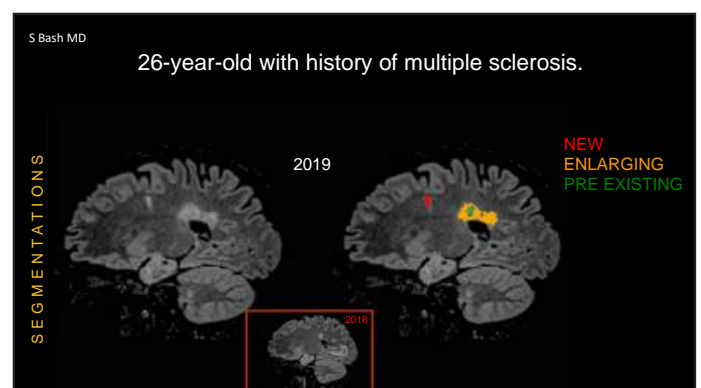 S Bash MD
26-year-old with history of multiple sclerosis.
SEGMENTATIONS
2019
NEW
ENLARGING
PRE EXISTING
2018